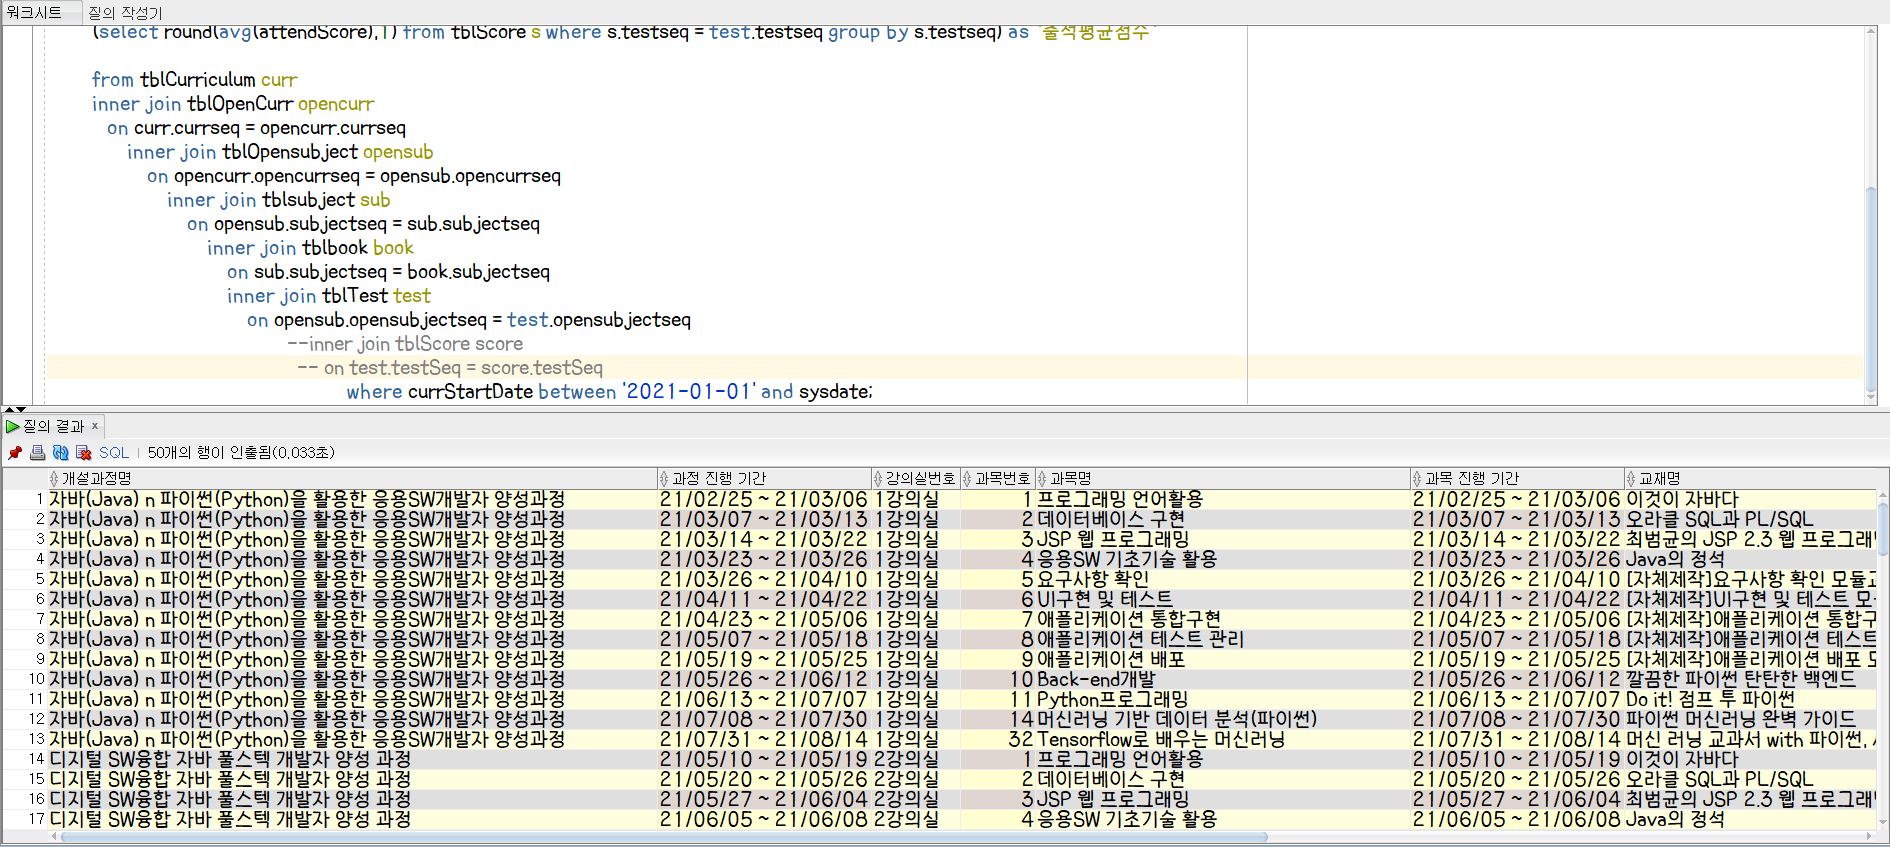 워크시트 질의 작성기
(select round(avg(attendScore),1) from tblScore s where s.testseq = test.testseq group by s.testseq) as "출석평균점수"
from tblCurriculum curr
inner join tblOpenCurr opencurr
on curr.currseq = opencurr.currseq
inner join tblOpensubject opensub
on opencurr.opencurrseq = opensub.opencurrseq
inner join tblsubject sub
on opensub.subjectseq = sub.subjectseq
inner join tblbook book
on sub.subjectseq = book.subjectseq
inner join tblTest test
on opensub.opensubjectseq = test.opensubjectseq
--inner join tblScore score
-- on test.testSeq = score.testSeq
where currStartDate between '2021-01-01' and sysdate;
질의 결과 x
SQL | 50개의 행이 인출됨(0.033초)
개설과정명 과정 진행 기간 강의실번호 과목번호 과목명 과목 진행 기간 교재명
1 자바(Java) n 파이썬(Python)을 활용한 응용SW개발자 양성과정 21/02/25 ~ 21/03/06 1강의실 1 프로그래밍 언어활용 21/02/25 ~ 21/03/06 이것이 자바다
2 자바(Java) n 파이썬(Python)을 활용한 응용SW개발자 양성과정 21/03/07 ~ 21/03/13 1강의실 2 데이터베이스 구현 21/03/07 ~ 21/03/13 오라클 SQL과 PL/SQL
3 자바(Java) n 파이썬(Python)을 활용한 응용SW개발자 양성과정 21/03/14 ~ 21/03/22 1강의실 3 JSP 웹 프로그래밍 21/03/14 ~ 21/03/22 최범균의 JSP 2.3 웹 프로그래밍
4 자바(Java) n 파이썬(Python)을 활용한 응용SW개발자 양성과정 21/03/23 ~ 21/03/26 1강의실 4 응용SW 기초기술 활용 21/03/23 ~ 21/03/26 Java의 정석
5 자바(Java) n 파이썬(Python)을 활용한 응용SW개발자 양성과정 21/03/26 ~ 21/04/10 1강의실 5 요구사항 확인 21/03/26 ~ 21/04/10 [자체제작]요구사항 확인 모듈교
6 자바(Java) n 파이썬(Python)을 활용한 응용SW개발자 양성과정 21/04/11 ~ 21/04/22 1강의실 6 UI구현 및 테스트 21/04/11 ~ 21/04/22 [자체제작]UI구현 및 테스트
7 자바(Java) n 파이썬(Python)을 활용한 응용SW개발자 양성과정 21/04/23 ~ 21/05/06 1강의실 7 애플리케이션 통합구현 21/04/23 ~ 21/05/06 [자체제작]애플리케이션 통합구
8 자바(Java) n 파이썬(Python)을 활용한 응용SW개발자 양성과정 21/05/07 ~ 21/05/18 1강의실 8 애플리케이션 테스트 관리 21/05/07 ~ 21/05/18 [자체제작]애플리케이션 테스트
9 자바(Java) n 파이썬(Python)을 활용한 응용SW개발자 양성과정 21/05/19 ~ 21/05/25 1강의실 9 애플리케이션 배포 21/05/19 ~ 21/05/25 [자체제작]애플리케이션 배포
10 자바(Java) n 파이썬(Python)을 활용한 응용SW개발자 양성과정 21/05/26 ~ 21/06/12 1강의실 10 Back-end개발 21/05/26 ~ 21/06/12 깔끔한 파이썬 탄탄한 백엔드
11 자바(Java) n 파이썬(Python)을 활용한 응용SW개발자 양성과정 21/06/13 ~ 21/07/07 1강의실 11 Python프로그래밍 21/06/13 ~ 21/07/07 Do it! 점프 투 파이썬
12 자바(Java) n 파이썬(Python)을 활용한 응용SW개발자 양성과정 21/07/08 ~ 21/07/30 1강의실 14 머신러닝 기반 데이터 분석(파이썬) 21/07/08 ~ 21/07/30 파이썬 머신러닝 완벽 가이드
13 자바(Java) n 파이썬(Python)을 활용한 응용SW개발자 양성과정 21/07/31 ~ 21/08/14 1강의실 32 Tensorflow로 배우는 머신러닝 21/07/31 ~ 21/08/14 머신 러닝 교과서 with 파이썬,
14 디지털 SW융합 자바 풀스텍 개발자 양성 과정 21/05/10 ~ 21/05/19 2강의실 1 프로그래밍 언어활용 21/05/10 ~ 21/05/19 이것이 자바다
15 디지털 SW융합 자바 풀스텍 개발자 양성 과정 21/05/20 ~ 21/05/26 2강의실 2 데이터베이스 구현 21/05/20 ~ 21/05/26 오라클 SQL과 PL/SQL
16 디지털 SW융합 자바 풀스텍 개발자 양성 과정 21/05/27 ~ 21/06/04 2강의실 3 JSP 웹 프로그래밍 21/05/27 ~ 21/06/04 최범균의 JSP 2.3 웹 프로그래밍
17 디지털 SW융합 자바 풀스텍 개발자 양성 과정 21/06/05 ~ 21/06/08 2강의실 4 응용SW 기초기술 활용 21/06/05 ~ 21/06/08 Java의 정석